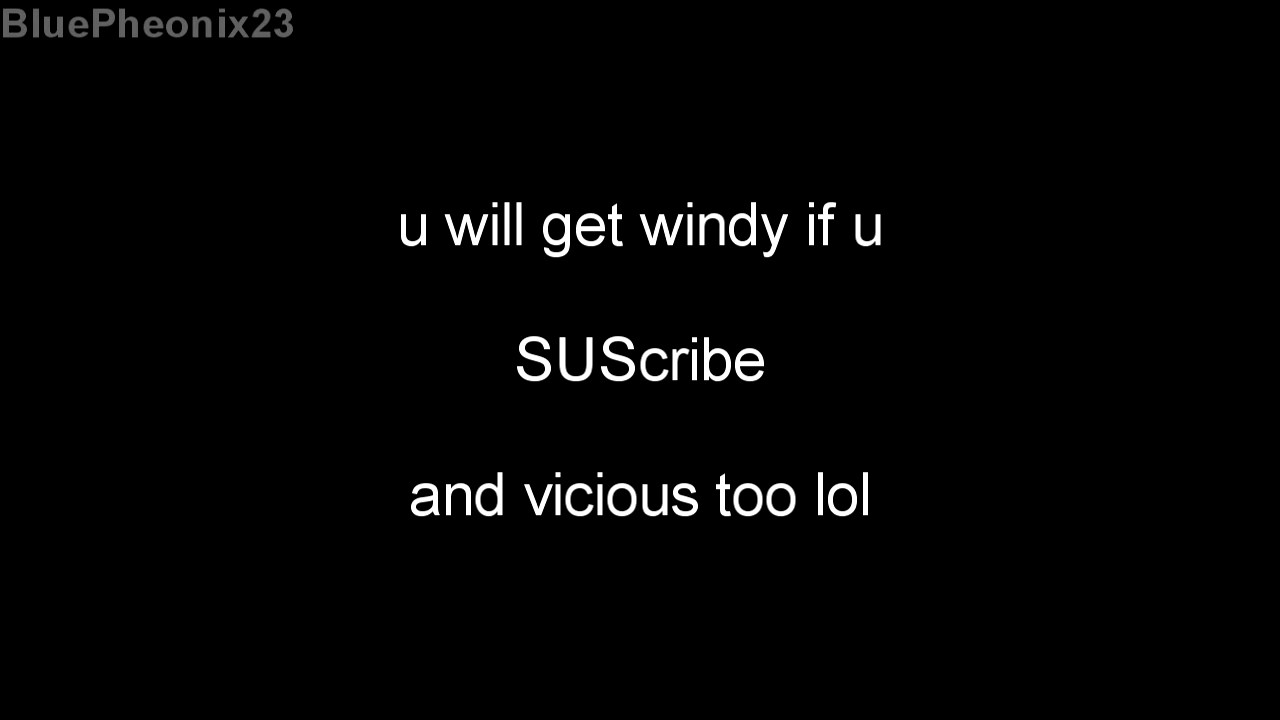 BluePheonix23
u will get windy if u
SUScribe
and vicious too lol